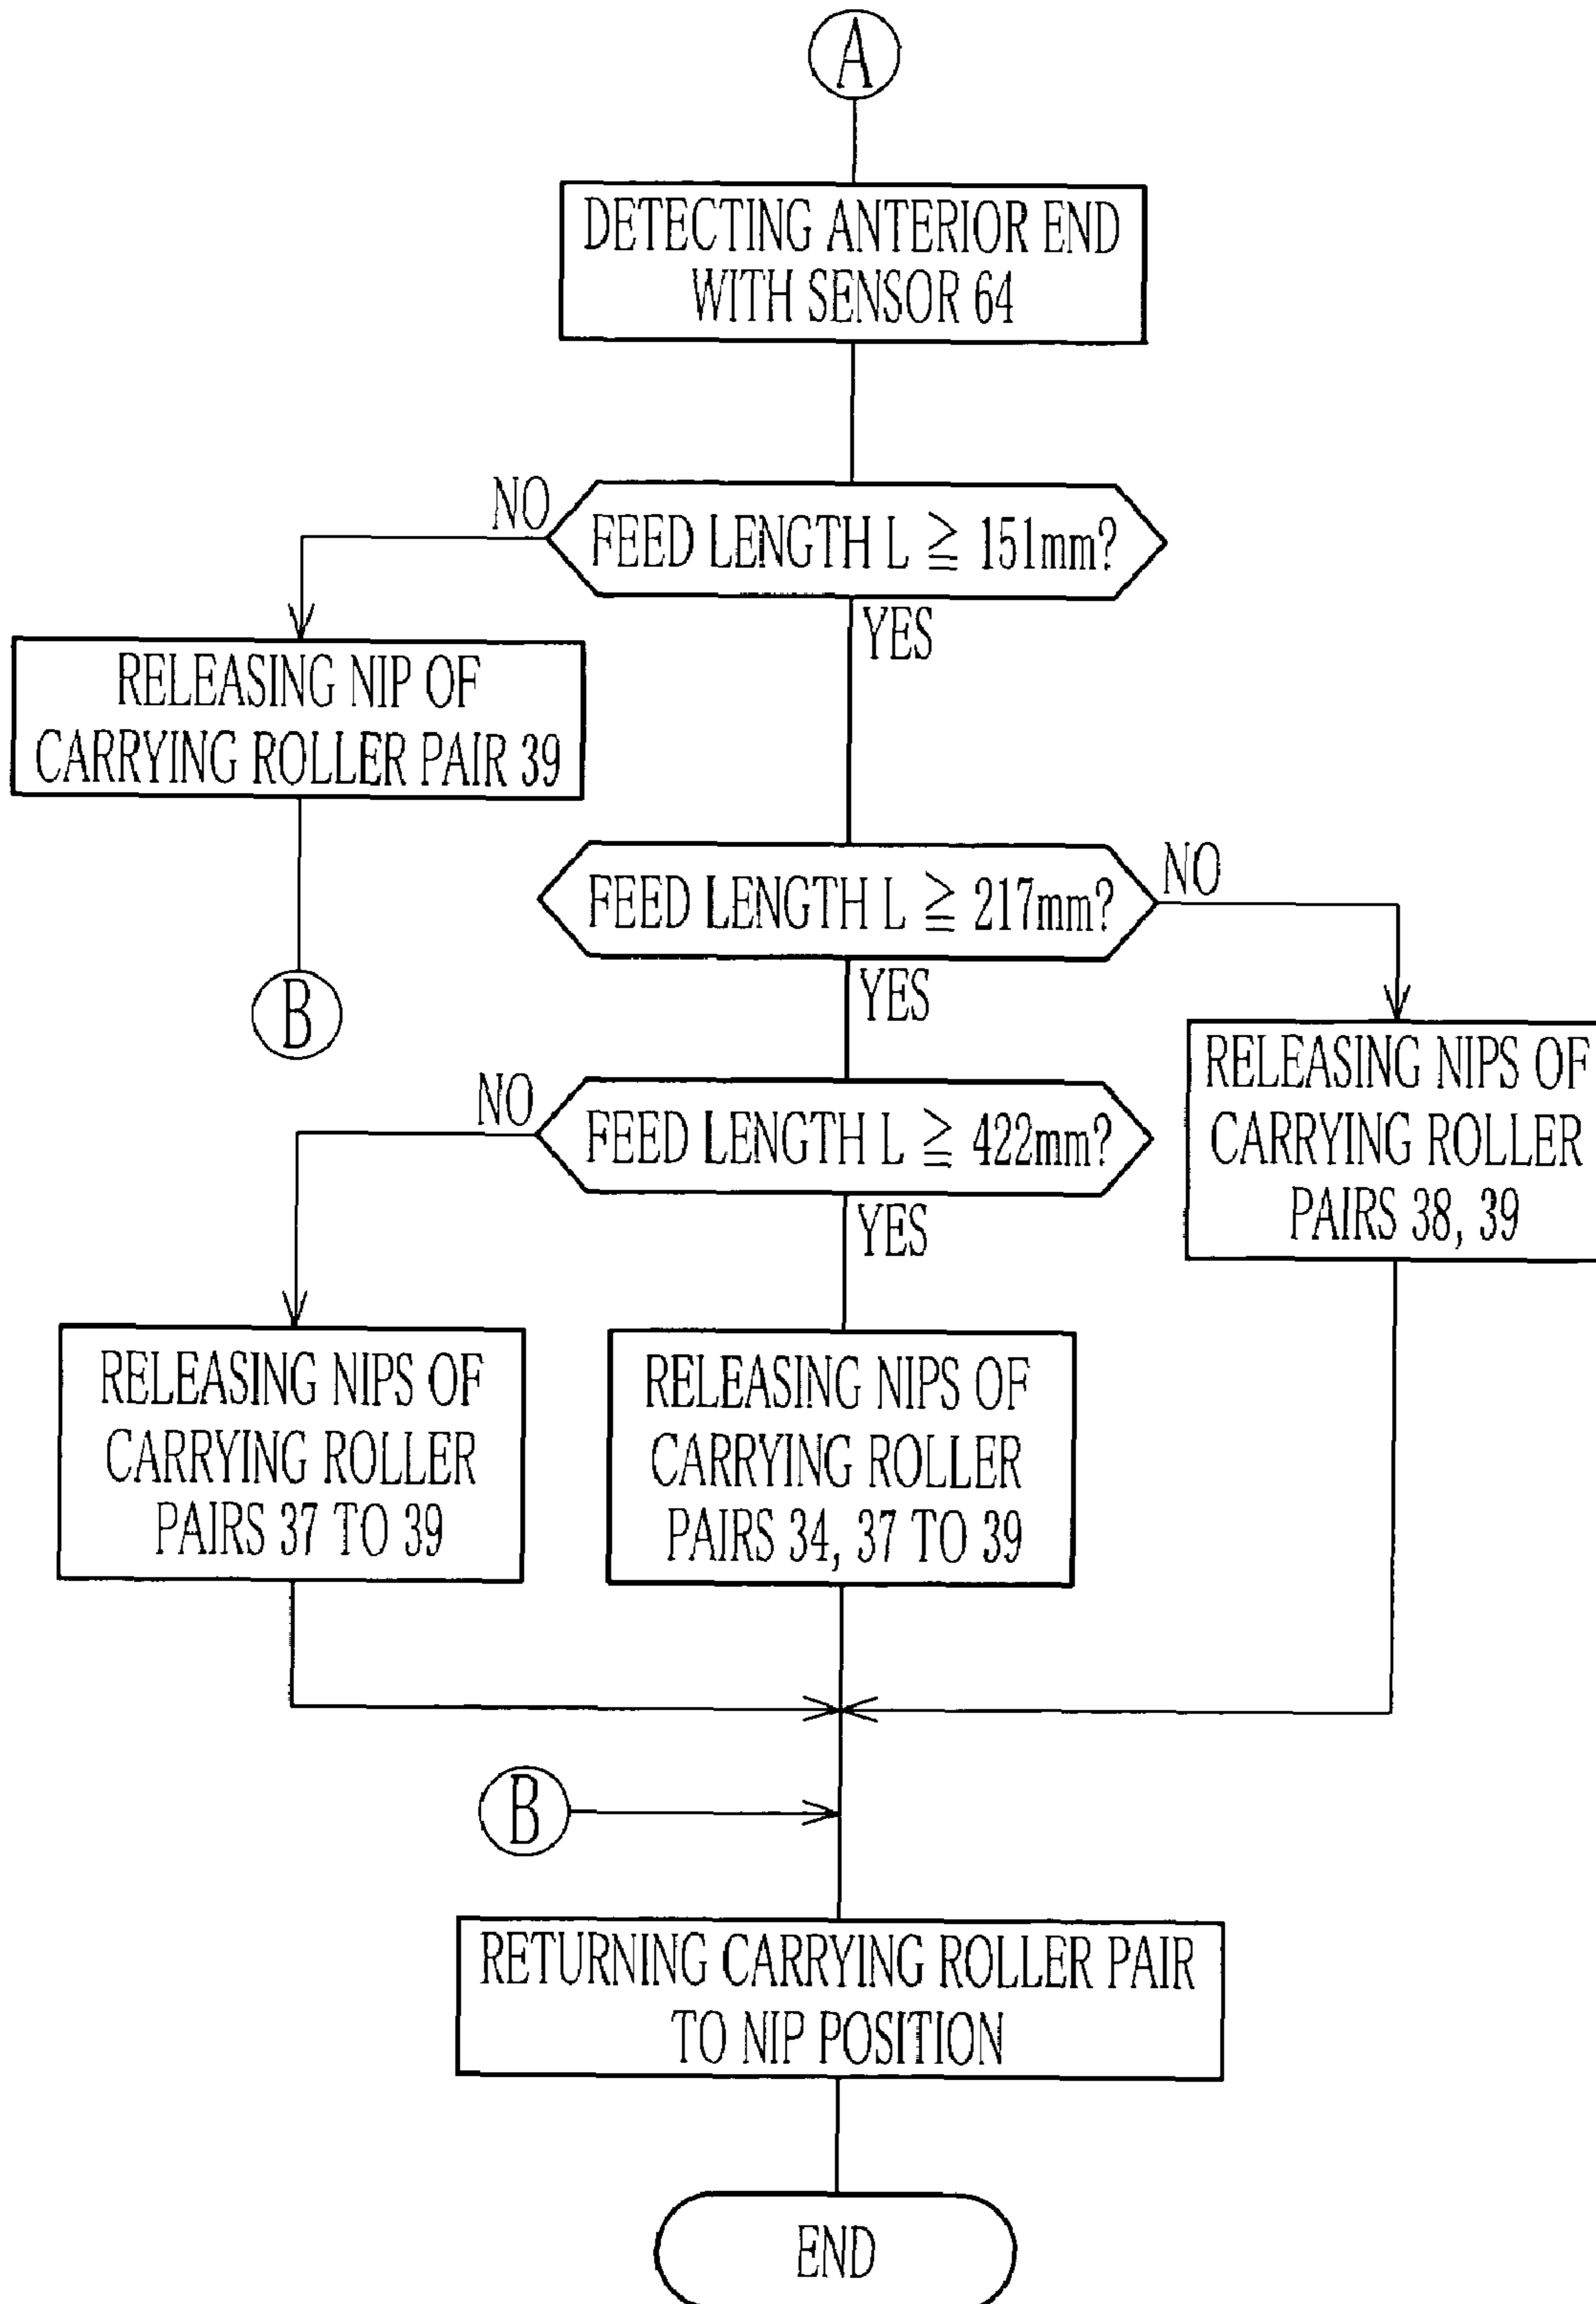 A
DETECTING ANTERIOR END
WITH SENSOR 64
NO
FEED LENGTH L ≧ 151mm?
YES
RELEASING NIP OF
CARRYING ROLLER PAIR 39
B
FEED LENGTH L ≧ 217mm?
NO
YES
RELEASING NIPS OF
CARRYING ROLLER
PAIRS 38, 39
NO
FEED LENGTH L ≧ 422mm?
YES
RELEASING NIPS OF
CARRYING ROLLER
PAIRS 37 TO 39
RELEASING NIPS OF
CARRYING ROLLER
PAIRS 34, 37 TO 39
B
RETURNING CARRYING ROLLER PAIR
TO NIP POSITION
END